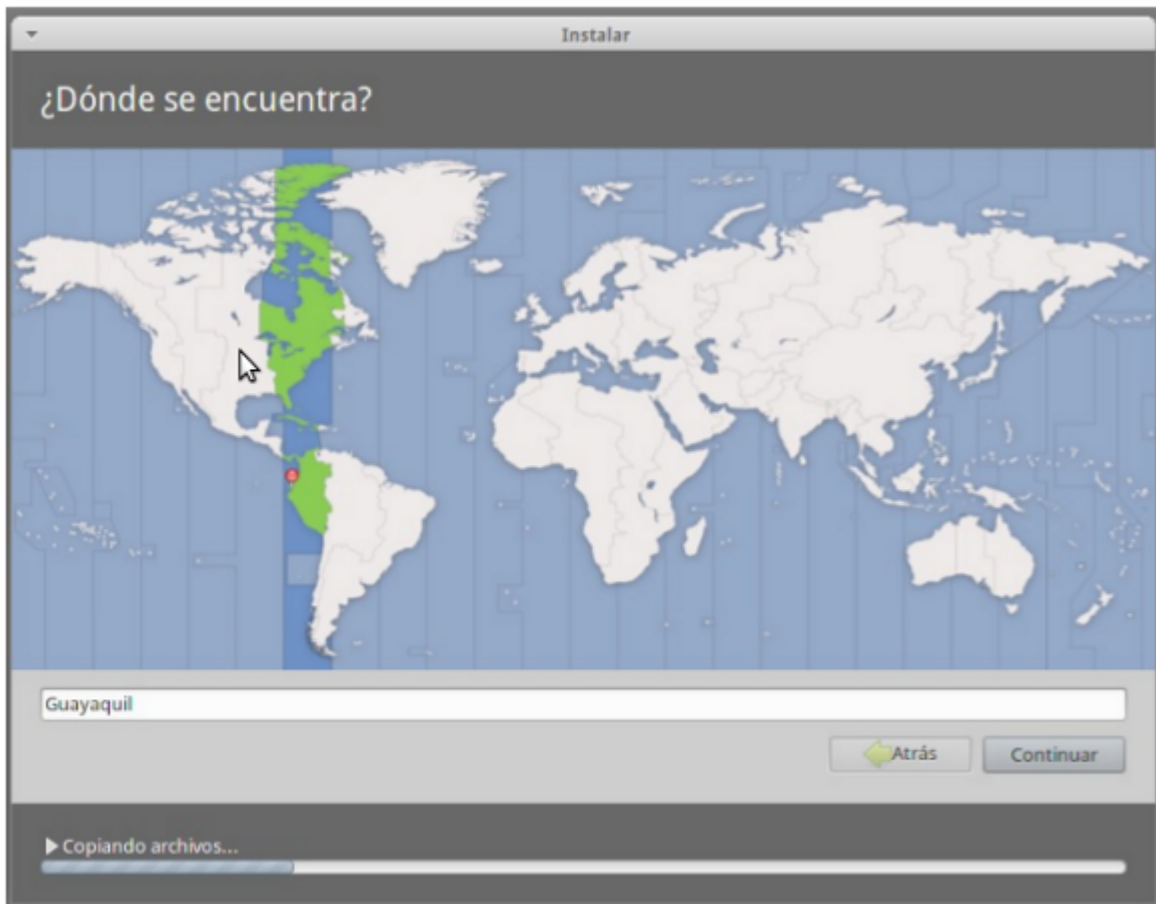 Instalar
¿Dónde se encuentra?
Guayaquil
Atrás
Continuar
Copiando archivos...